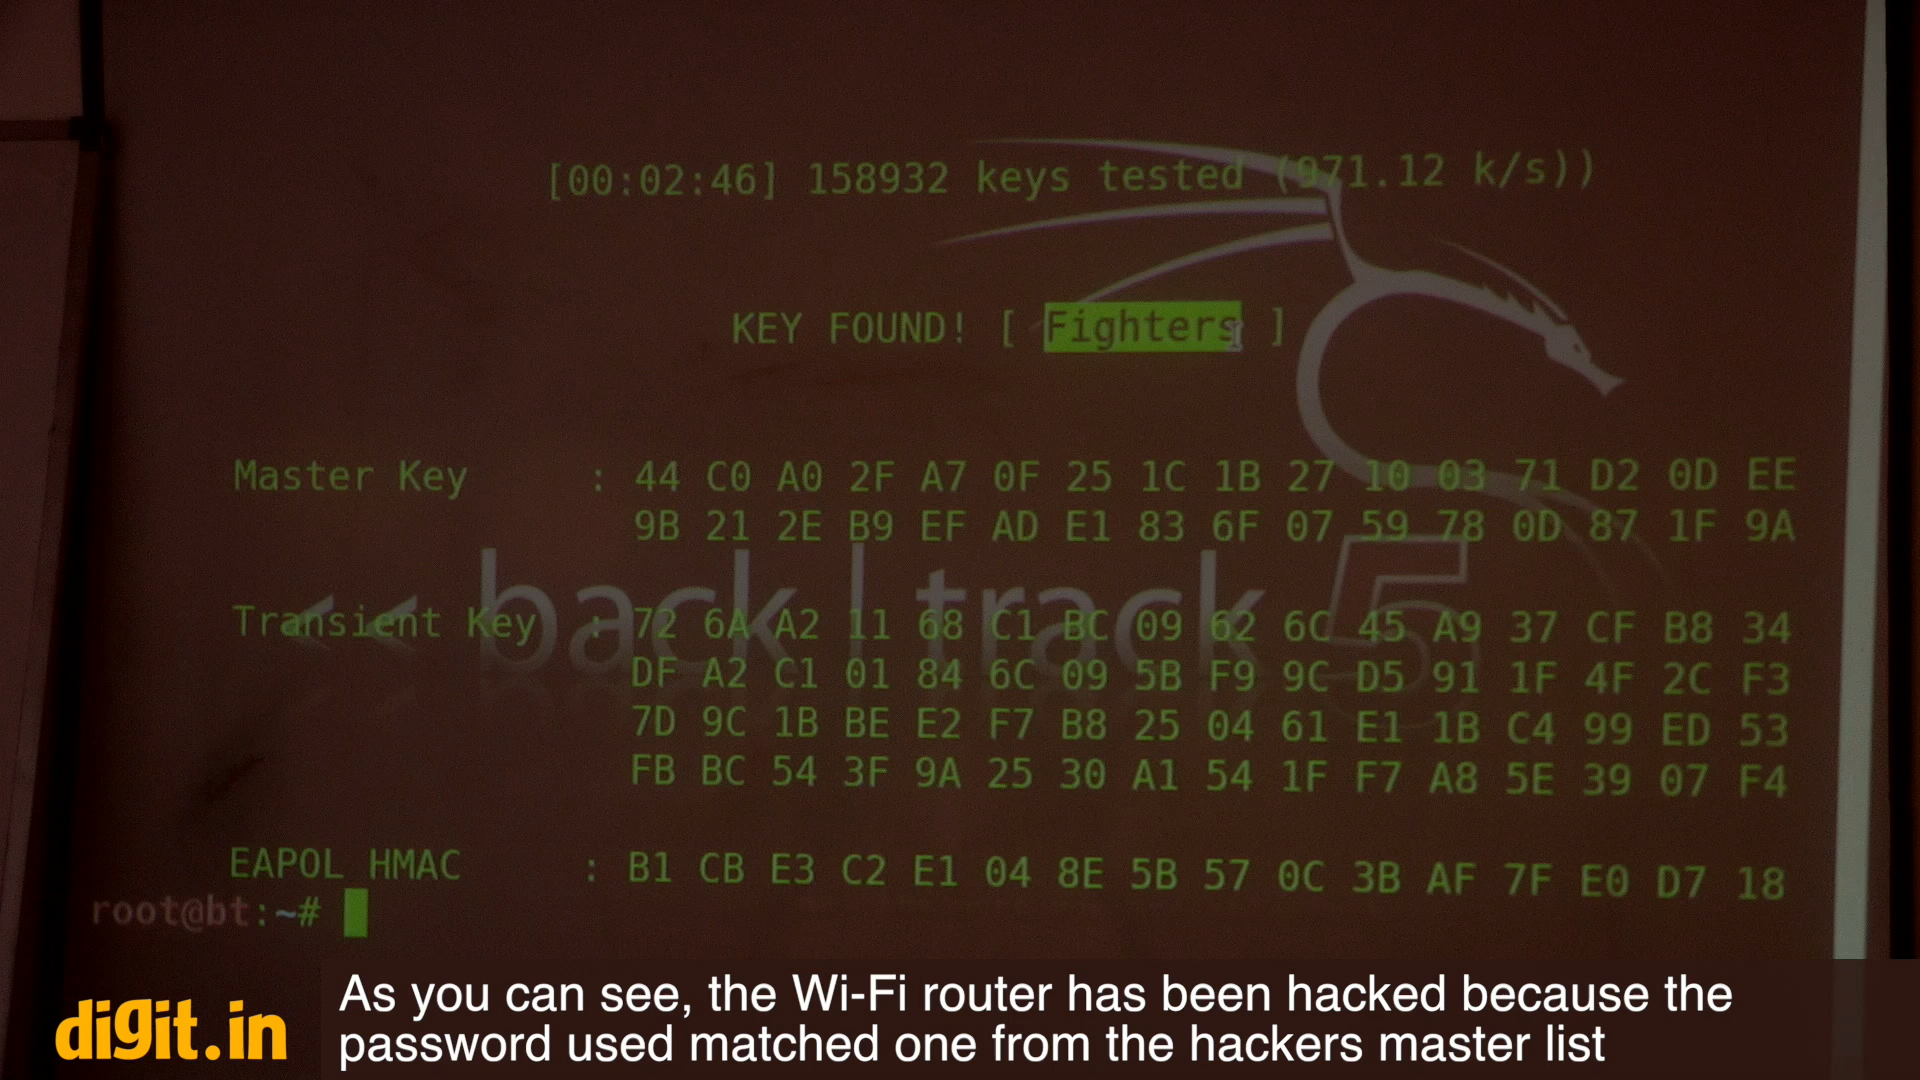 [00:02:46] 158932 keys tested (971.12 k/s))
KEY FOUND! [ Fighters ]
Master Key : 44 C0 A0 2F A7 0F 25 1C 1B 27 10 03 71 D2 0D EE
9B 21 2E B9 EF AD E1 83 6F 07 59 78 0D 87 1F 9A
<< back | track 5
Transient Key : 72 6A A2 11 68 C1 BC 09 62 6C 45 A9 37 CF B8 34
DF A2 C1 01 84 6C 09 5B F9 9C D5 91 1F 4F 2C F3
7D 9C 1B BE E2 F7 B8 25 04 61 E1 1B C4 99 ED 53
FB BC 54 3F 9A 25 30 A1 54 1F F7 A8 5E 39 07 F4
EAPOL HMAC : B1 CB E3 C2 E1 04 8E 5B 57 0C 3B AF 7F E0 D7 18
root@bt:~#
digit.in
As you can see, the Wi-Fi router has been hacked because the
password used matched one from the hackers master list